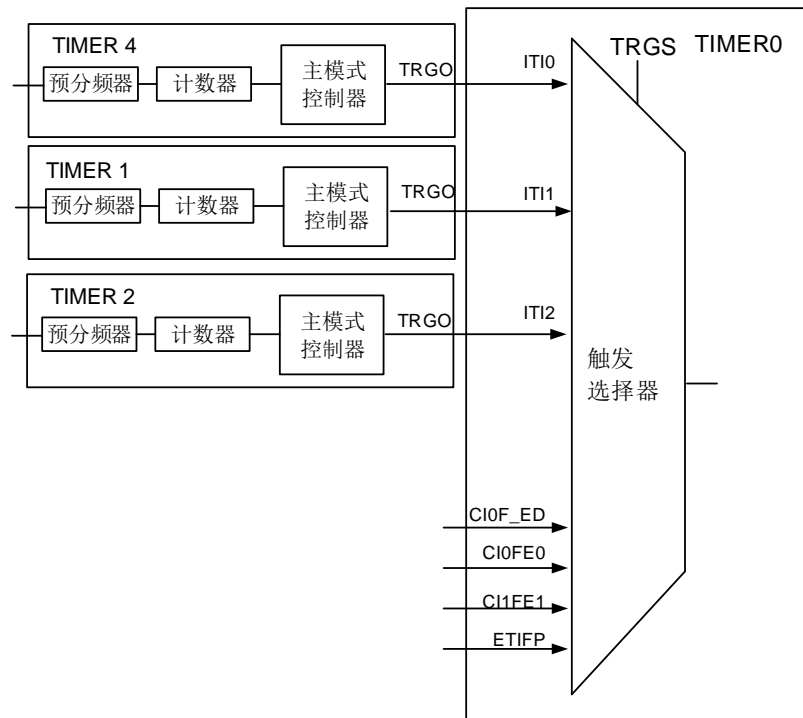 TIMER 4
预分频器
计数器
主模式
控制器
TRGO
ITI0
TRGS
TIMER0
TIMER 1
预分频器
计数器
主模式
控制器
TRGO
ITI1
TIMER 2
预分频器
计数器
主模式
控制器
TRGO
ITI2
触发
选择器
CI0F_ED
CI0FE0
CI1FE1
ETIFP